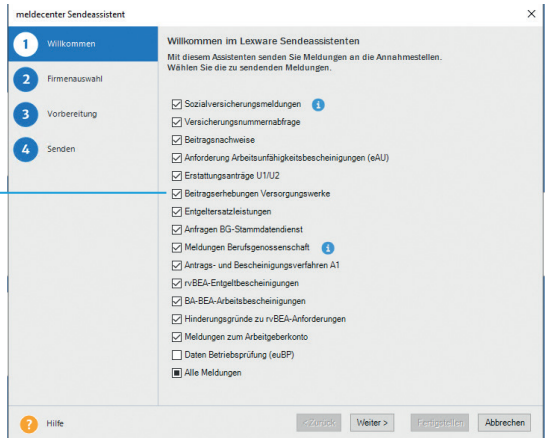 meldecenter Sendeassistent
1 Willkommen
2 Firmenauswahl
3 Vorbereitung
4 Senden
Willkommen im Lexware Sendeassistenten
Mit diesem Assistenten senden Sie Meldungen an die Annahmestellen.
Wählen Sie die zu sendenden Meldungen.
Sozialversicherungsmeldungen
Versicherungsnummernabfrage
Beitragsnachweise
Anforderung Arbeitsunfähigkeitsbescheinigungen (eAU)
Erstattungsanträge U1/U2
Beitragserhebungen Versorgungswerke
Entgeltersatzleistungen
Anfragen BG-Stammdatendienst
Meldungen Berufsgenossenschaft
Antrags- und Bescheinigungsverfahren A1
rvBEA-Entgeltbescheinigungen
BA-BEA-Arbeitsbescheinigungen
Hinderungsgründe zu rvBEA-Anforderungen
Meldungen zum Arbeitgeberkonto
Daten Betriebsprüfung (euBP)
Alle Meldungen
? Hilfe
< Zurück Weiter > Fertigstellen Abbrechen